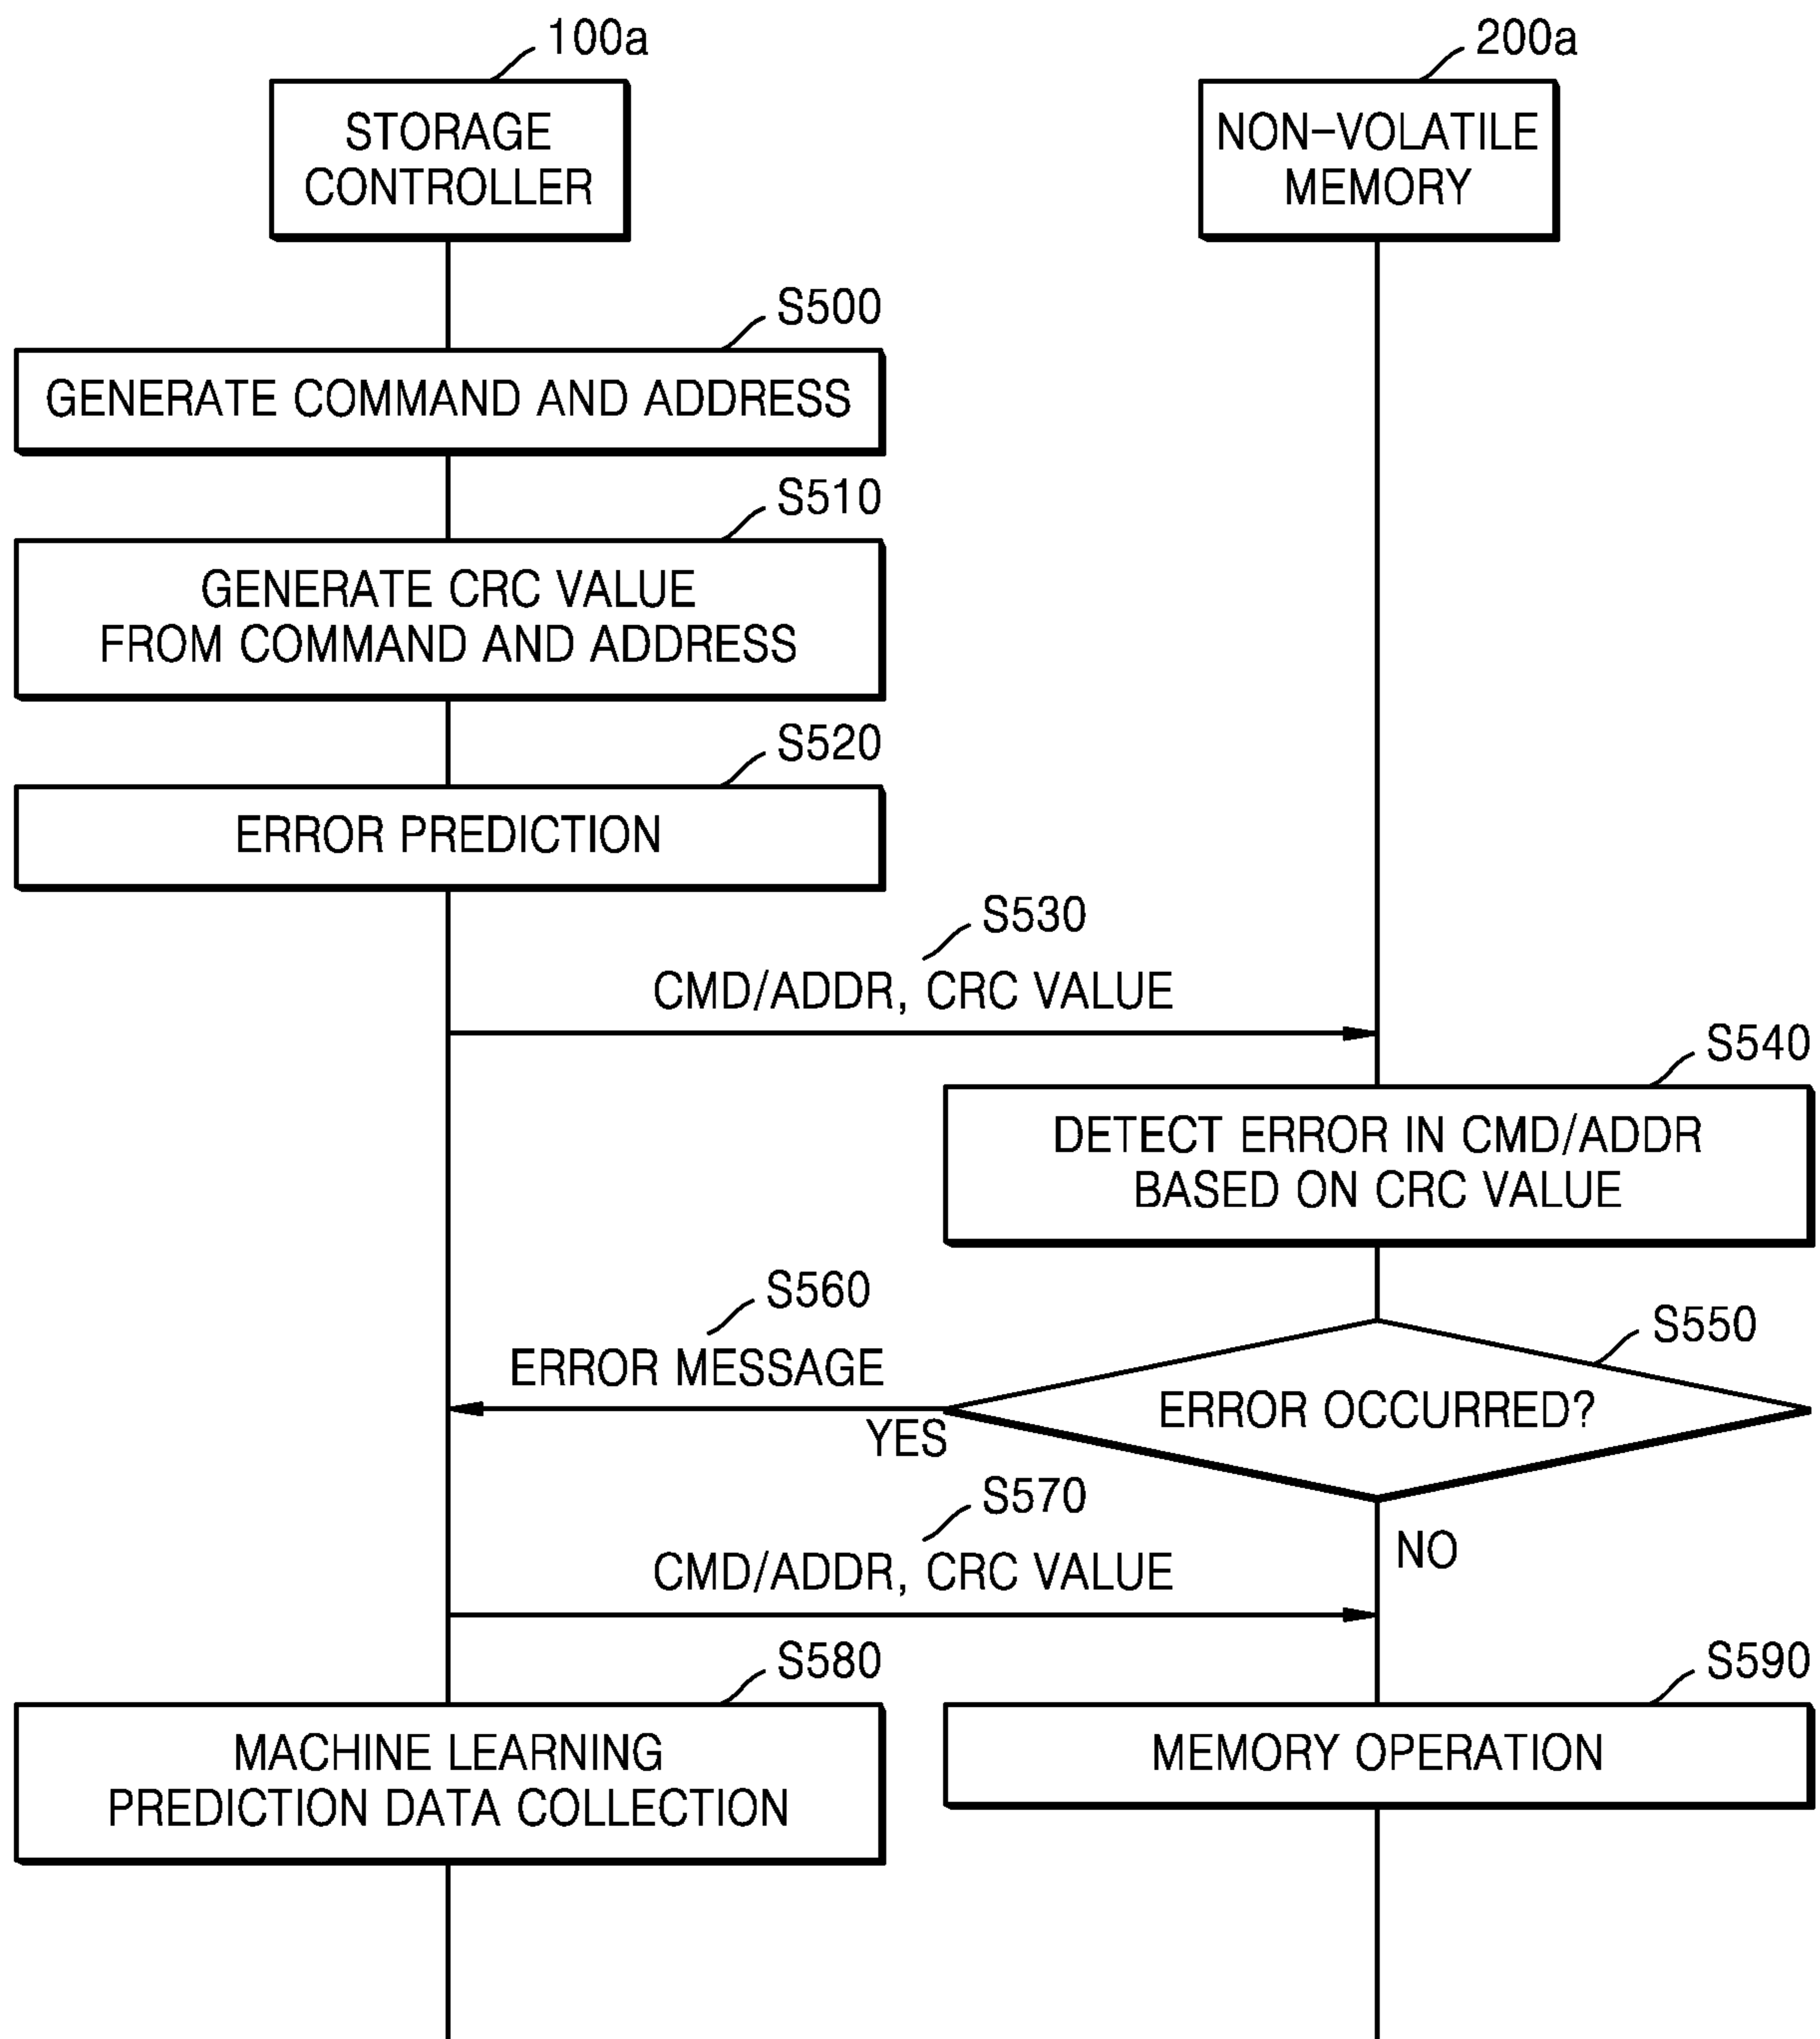 100a
200a
STORAGE
CONTROLLER
NON-VOLATILE
MEMORY
S500
GENERATE COMMAND AND ADDRESS
S510
GENERATE CRC VALUE
FROM COMMAND AND ADDRESS
S520
ERROR PREDICTION
S530
CMD/ADDR, CRC VALUE
S540
DETECT ERROR IN CMD/ADDR
BASED ON CRC VALUE
S560
ERROR MESSAGE
S550
ERROR OCCURRED?
YES
S570
NO
CMD/ADDR, CRC VALUE
S580
MACHINE LEARNING
PREDICTION DATA COLLECTION
S590
MEMORY OPERATION